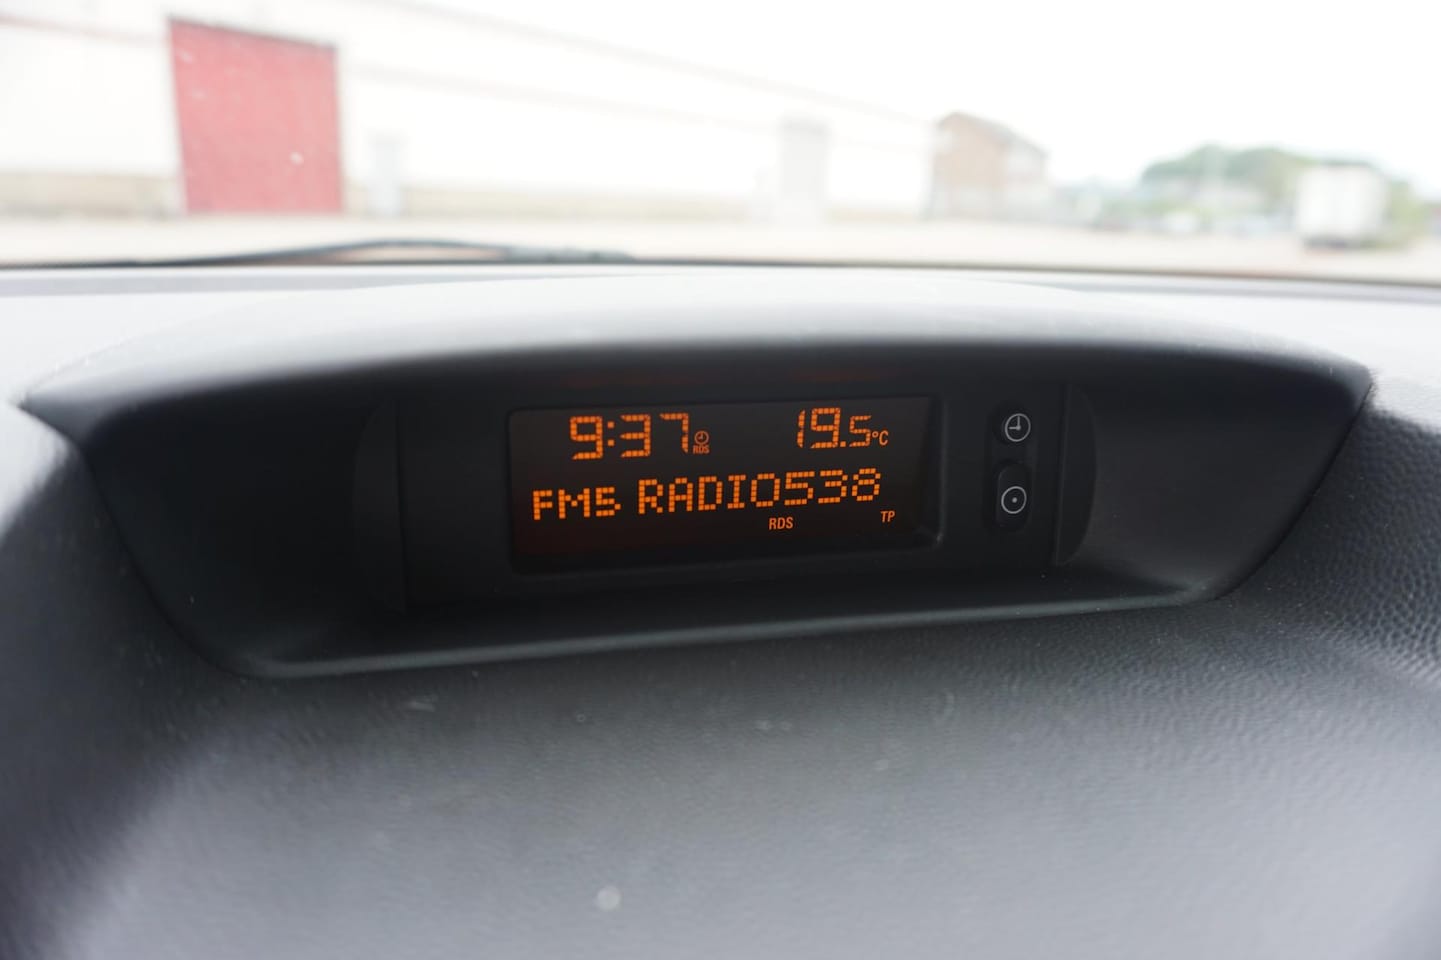 9:37 RDS 19.5°C
FM5 RADIO538
RDS TP